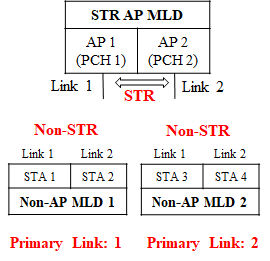 STR AP MLD
AP 1 AP 2
(PCH 1) (PCH 2)
Link 1 Link 2
STR
Non-STR Non-STR
Link 1 Link 2 Link 1 Link 2
STA 1 STA 2 STA 3 STA 4
Non-AP MLD 1 Non-AP MLD 2
Primary Link: 1 Primary Link: 2